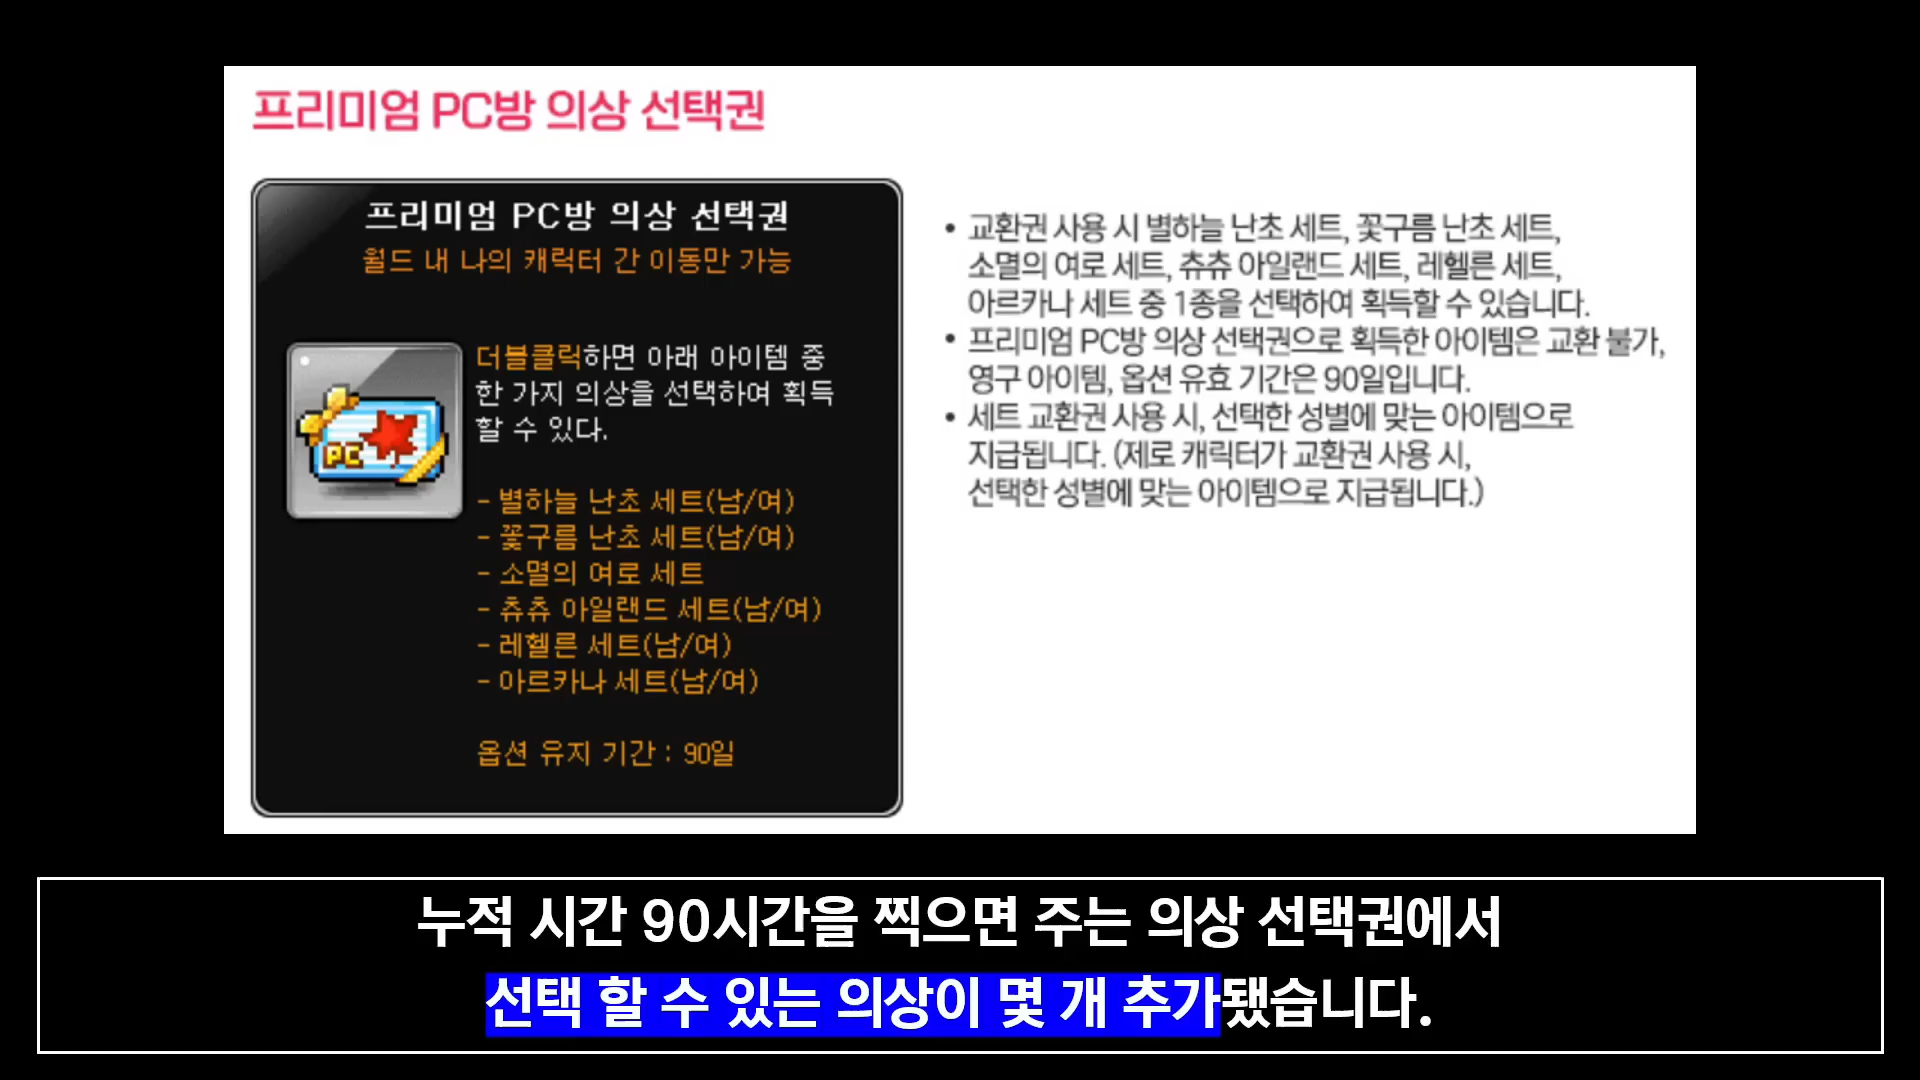 프리미엄 PC방 의상 선택권
프리미엄 PC방 의상 선택권
월드 내 나의 캐릭터 간 이동만 가능
더블클릭하면 아래 아이템 중
한 가지 의상을 선택하여 획득
할 수 있다.
PC
- 별하늘 난초 세트(남/여)
- 꽃구름 난초 세트(남/여)
- 소멸의 여로 세트
- 츄츄 아일랜드 세트(남/여)
- 레헬른 세트(남/여)
- 아르카나 세트(남/여)
옵션 유지 기간 : 90일
• 교환권 사용 시 별하늘 난초 세트, 꽃구름 난초 세트,
소멸의 여로 세트, 츄츄 아일랜드 세트, 레헬른 세트,
아르카나 세트 중 1종을 선택하여 획득할 수 있습니다.
• 프리미엄 PC방 의상 선택권으로 획득한 아이템은 교환 불가,
영구 아이템, 옵션 유효 기간은 90일입니다.
• 세트 교환권 사용 시, 선택한 성별에 맞는 아이템으로
지급됩니다. (제로 캐릭터가 교환권 사용 시,
선택한 성별에 맞는 아이템으로 지급됩니다.)
누적 시간 90시간을 찍으면 주는 의상 선택권에서
선택 할 수 있는 의상이 몇 개 추가됐습니다.